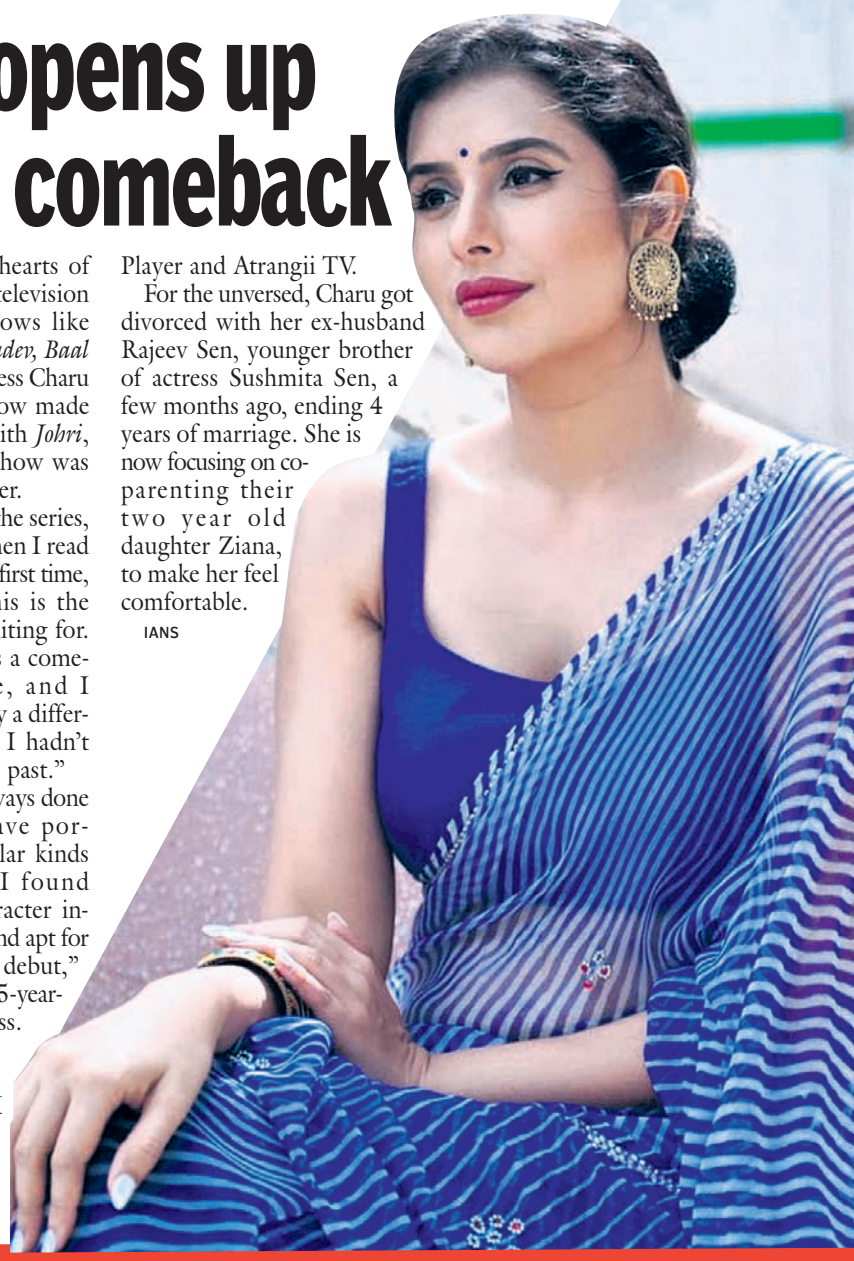 opens up
comeback
hearts of
television
ows like
adev, Baal
ess Charu
ow made
ith Johri,
how was
er.
he series,
en I read
first time,
is is the
iting for.
s a come-
e, and I
y a differ-
I hadn’t
past.”
ays done
ave por-
lar kinds
I found
racter in-
nd apt for
debut,”
5-year-
ss.
Player and Atrangii TV.
For the unversed, Charu got
divorced with her ex-husband
Rajeev Sen, younger brother
of actress Sushmita Sen, a
few months ago, ending 4
years of marriage. She is
now focusing on co-
parenting their
two year old
daughter Ziana,
to make her feel
comfortable.
IANS